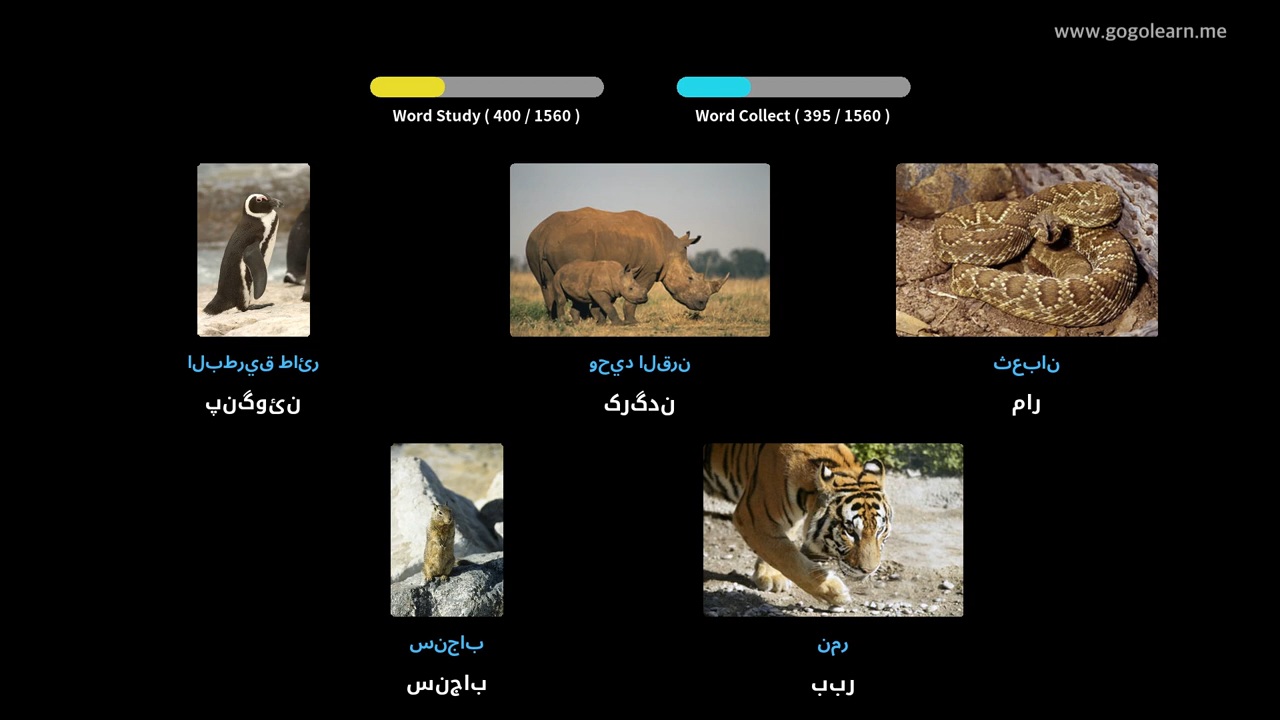 www.gogolearn.me
Word Study ( 400 / 1560 )
Word Collect ( 395 / 1560 )
البطريق طائر
پنگوئن
وحيد القرن
کرگدن
ثعبان
مار
سنجاب
سنجاب
نمر
ببر